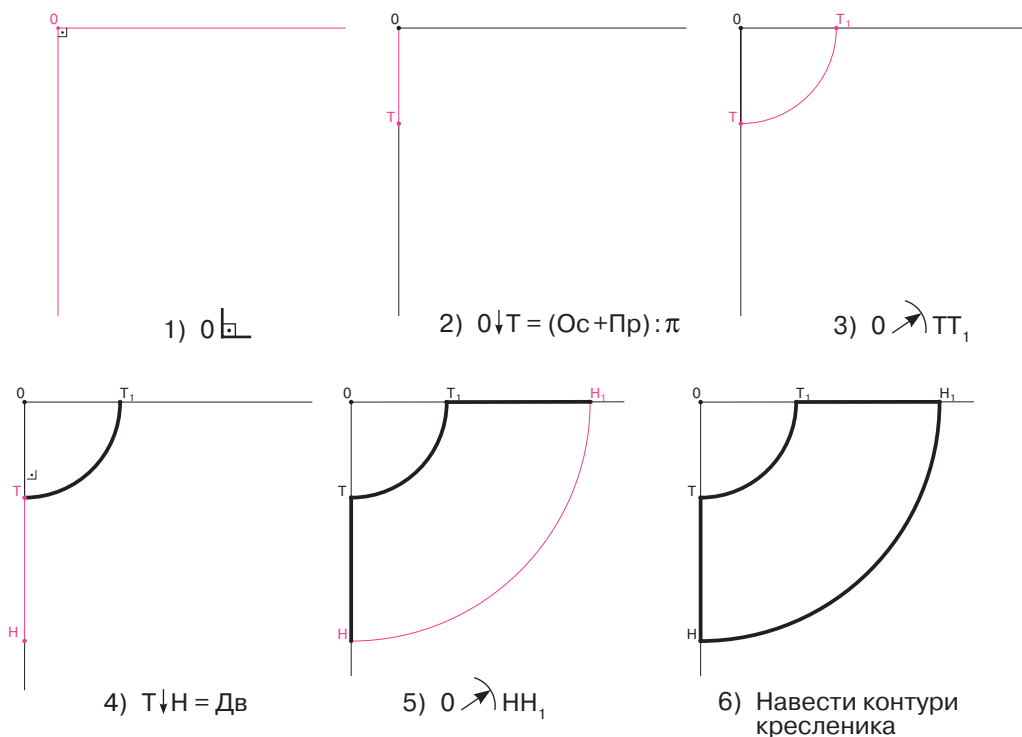 0
0
T₁
0
T
T
1) 0
2) 0↓T = (Ос+Пр):π
3) 0 TT₁
0
T₁
0
T₁
H₁
0
T₁
H₁
T
T
T
H
H
H
4) T↓H = Дв
5) 0 HH₁
6) Навести контури
кресленика